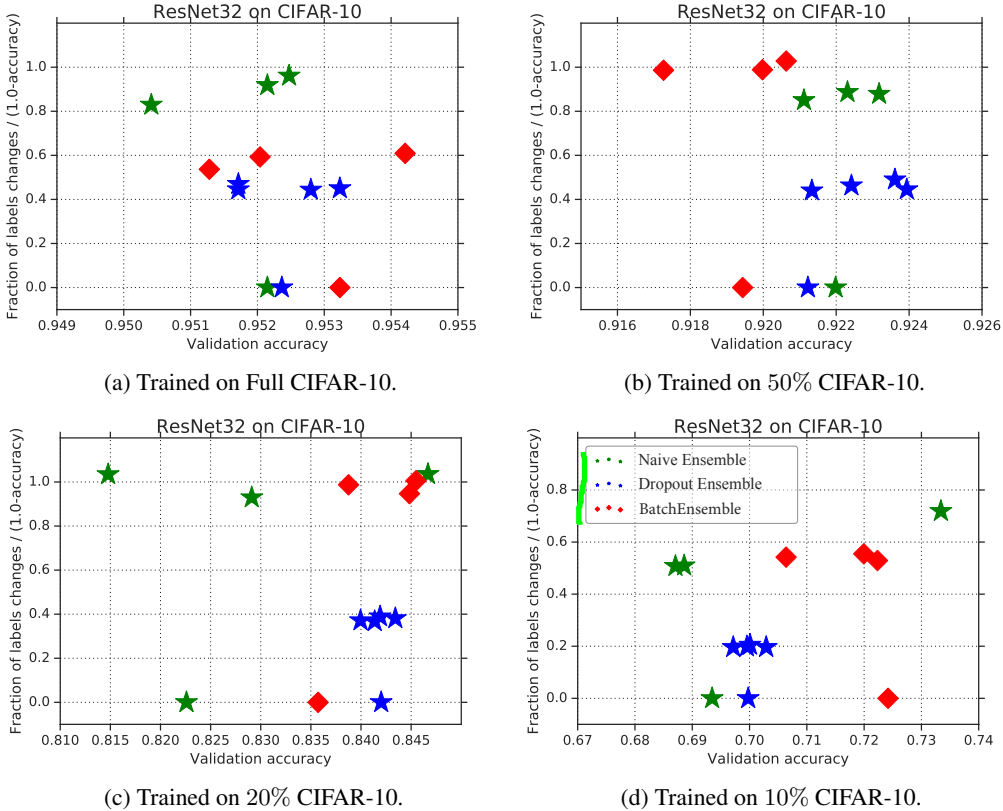 ResNet32 on CIFAR-10
Fraction of labels changes / (1.0-accuracy)
1.0
0.8
0.6
0.4
0.2
0.0
0.949 0.950 0.951 0.952 0.953 0.954 0.955
Validation accuracy
(a) Trained on Full CIFAR-10.
ResNet32 on CIFAR-10
Fraction of labels changes / (1.0-accuracy)
1.0
0.8
0.6
0.4
0.2
0.0
0.916 0.918 0.920 0.922 0.924 0.926
Validation accuracy
(b) Trained on 50% CIFAR-10.
ResNet32 on CIFAR-10
Fraction of labels changes / (1.0-accuracy)
1.0
0.8
0.6
0.4
0.2
0.0
0.810 0.815 0.820 0.825 0.830 0.835 0.840 0.845
Validation accuracy
(c) Trained on 20% CIFAR-10.
ResNet32 on CIFAR-10
Fraction of labels changes / (1.0-accuracy)
Naive Ensemble
Dropout Ensemble
BatchEnsemble
0.8
0.6
0.4
0.2
0.0
0.67 0.68 0.69 0.70 0.71 0.72 0.73 0.74
Validation accuracy
(d) Trained on 10% CIFAR-10.